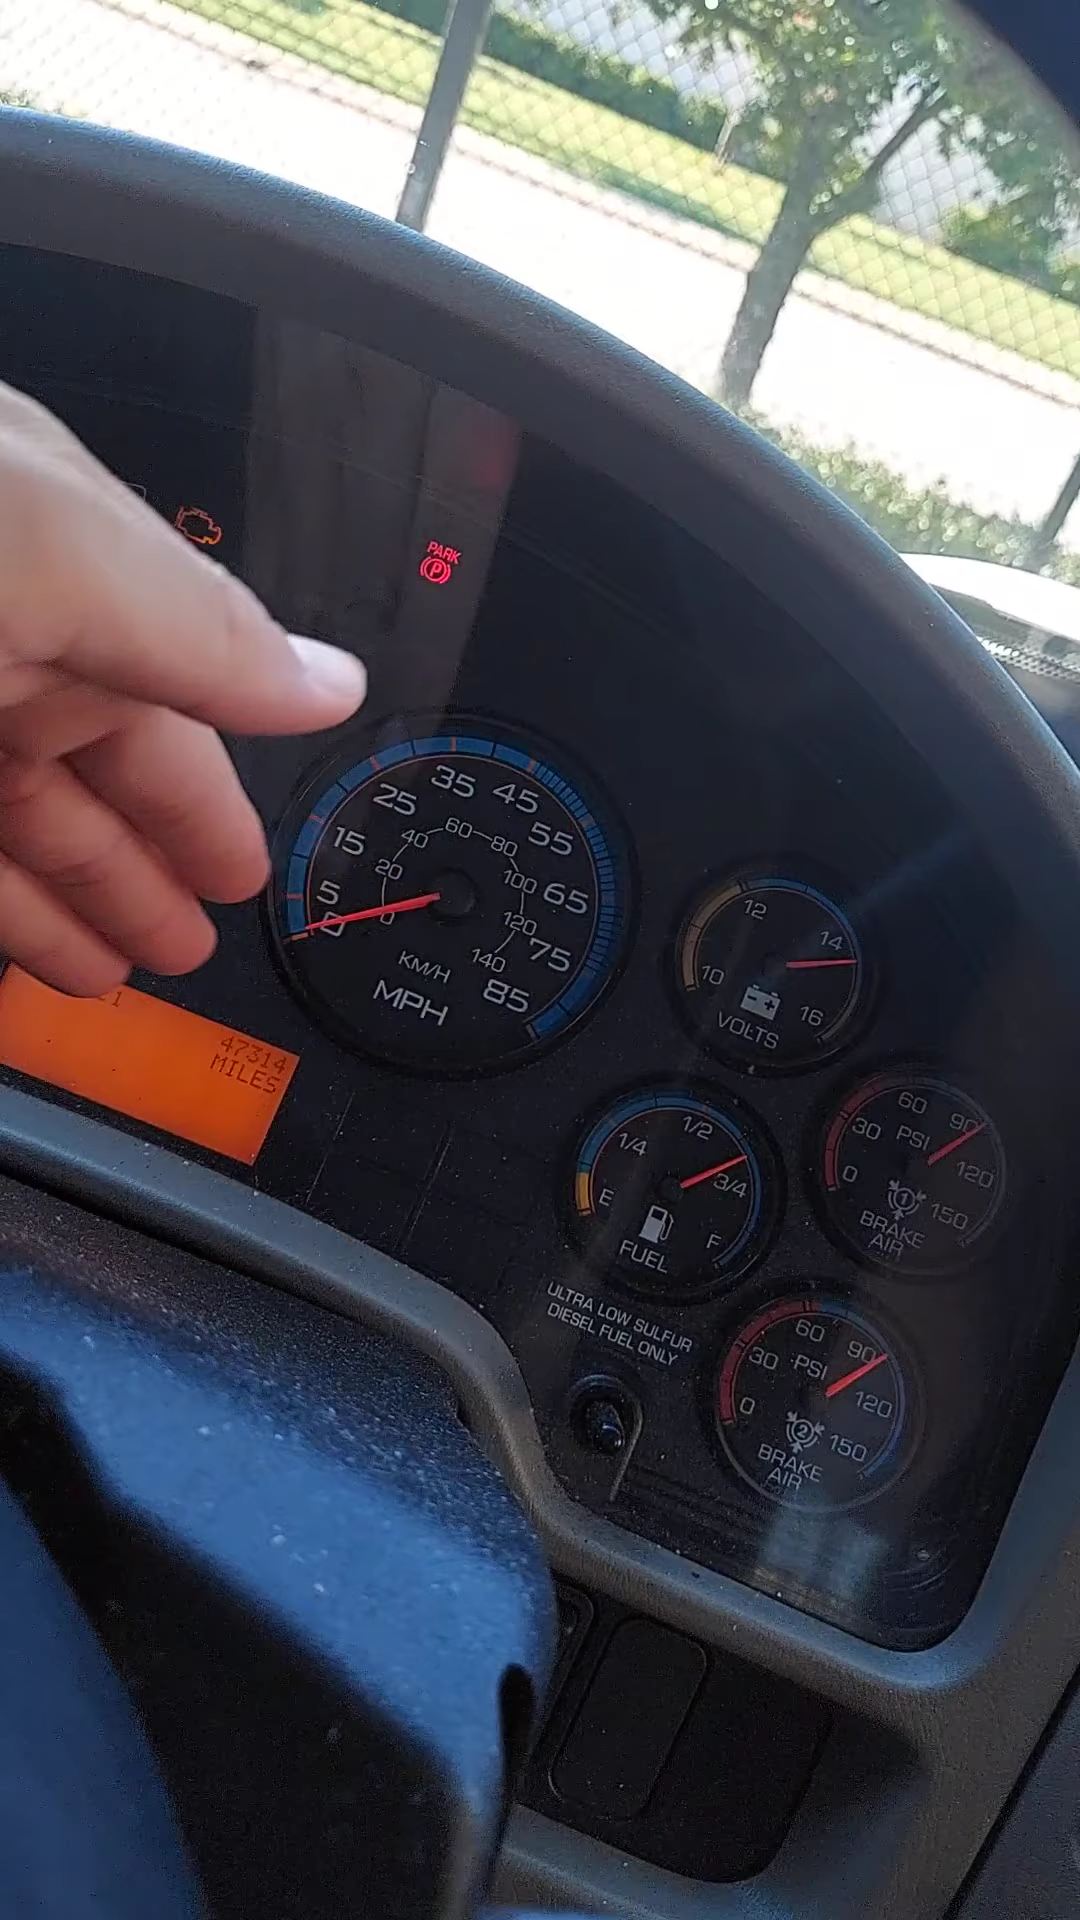 PARK
P
5
15
25
35
45
55
65
75
85
0
0
20
40
60
80
100
120
140
KM/H
MPH
47314
MILES
10
12
14
16
VOLTS
E
1/4
1/2
3/4
F
FUEL
ULTRA LOW SULFUR
DIESEL FUEL ONLY
0
30
60
90
120
150
PSI
1
BRAKE
AIR
0
30
60
90
120
150
PSI
2
BRAKE
AIR